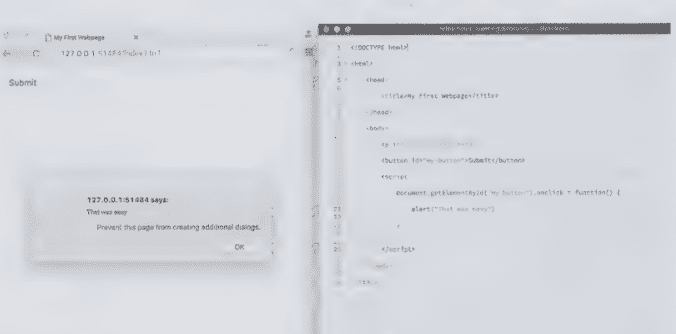 My First Webpage
127.0.0.1:51484/index.html
Submit
127.0.0.1:51484 says:
That was easy
Prevent this page from creating additional dialogs.
OK
<!DOCTYPE html>
<html>
<head>
<title>My First Webpage</title>
</head>
<body>
<button id="my-button">Submit</button>
<script
document.getElementById("my-button").onclick = function() {
alert("That was easy")
}
</script>